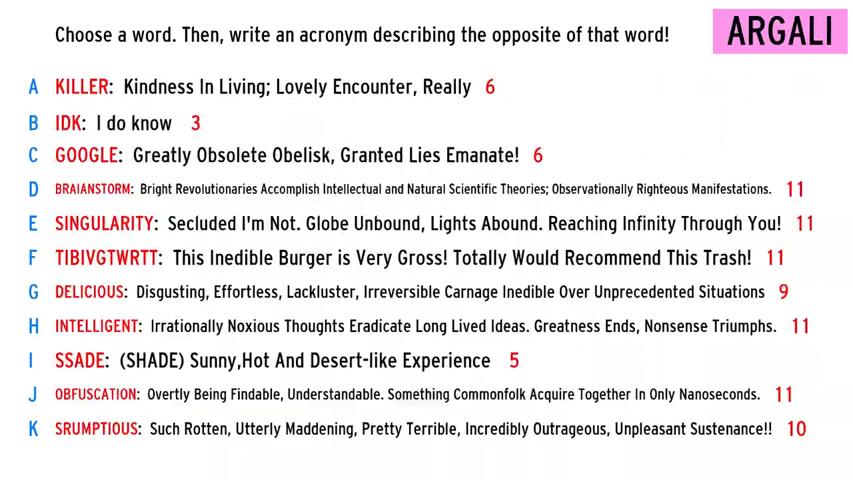 Choose a word. Then, write an acronym describing the opposite of that word!
ARGALI
A KILLER: Kindness In Living; Lovely Encounter, Really 6
B IDK: I do know 3
C GOOGLE: Greatly Obsolete Obelisk, Granted Lies Emanate! 6
D BRAIANSTORM: Bright Revolutionaries Accomplish Intellectual and Natural Scientific Theories; Observationally Righteous Manifestations. 11
E SINGULARITY: Secluded I'm Not. Globe Unbound, Lights Abound. Reaching Infinity Through You! 11
F TIBIVGTWRTT: This Inedible Burger is Very Gross! Totally Would Recommend This Trash! 11
G DELICIOUS: Disgusting, Effortless, Lackluster, Irreversible Carnage Inedible Over Unprecedented Situations 9
H INTELLIGENT: Irrationally Noxious Thoughts Eradicate Long Lived Ideas. Greatness Ends, Nonsense Triumphs. 11
I SSADE: (SHADE) Sunny,Hot And Desert-like Experience 5
J OBFUSCATION: Overtly Being Findable, Understandable. Something Commonfolk Acquire Together In Only Nanoseconds. 11
K SRUMPTIOUS: Such Rotten, Utterly Maddening, Pretty Terrible, Incredibly Outrageous, Unpleasant Sustenance!! 10